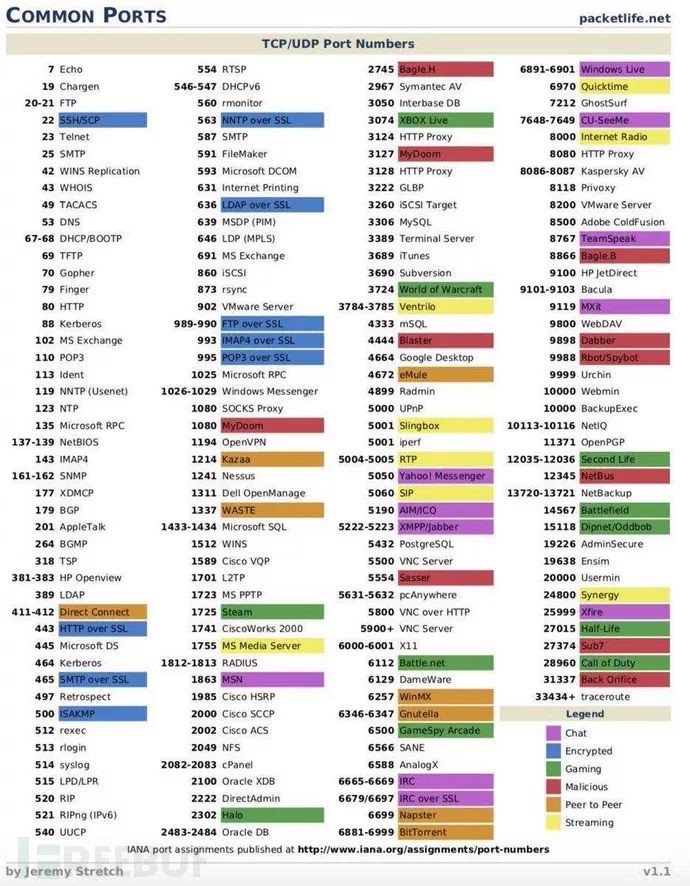 COMMON PORTS
packetlife.net
TCP/UDP Port Numbers
7 Echo
19 Chargen
20-21 FTP
22 SSH/SCP
23 Telnet
25 SMTP
42 WINS Replication
43 WHOIS
49 TACACS
53 DNS
67-68 DHCP/BOOTP
69 TFTP
70 Gopher
79 Finger
80 HTTP
88 Kerberos
102 MS Exchange
110 POP3
113 Ident
119 NNTP (Usenet)
123 NTP
135 Microsoft RPC
137-139 NetBIOS
143 IMAP4
161-162 SNMP
177 XDMCP
179 BGP
201 AppleTalk
264 BGMP
318 TSP
381-383 HP Openview
389 LDAP
411-412 Direct Connect
443 HTTP over SSL
445 Microsoft DS
464 Kerberos
465 SMTP over SSL
497 Retrospect
500 ISAKMP
512 rexec
513 rlogin
514 syslog
515 LPD/LPR
520 RIP
521 RIPng (IPv6)
540 UUCP
554 RTSP
546-547 DHCPv6
560 rmonitor
563 NNTP over SSL
587 SMTP
591 FileMaker
593 Microsoft DCOM
631 Internet Printing
636 LDAP over SSL
639 MSDP (PIM)
646 LDP (MPLS)
691 MS Exchange
860 iSCSI
873 rsync
902 VMware Server
989-990 FTP over SSL
993 IMAP4 over SSL
995 POP3 over SSL
1025 Microsoft RPC
1026-1029 Windows Messenger
1080 SOCKS Proxy
1080 MyDoom
1194 OpenVPN
1214 Kazaa
1241 Nessus
1311 Dell OpenManage
1337 WASTE
1433-1434 Microsoft SQL
1512 WINS
1589 Cisco VQP
1701 L2TP
1723 MS PPTP
1725 Steam
1741 CiscoWorks 2000
1755 MS Media Server
1812-1813 RADIUS
1863 MSN
1985 Cisco HSRP
2000 Cisco SCCP
2002 Cisco ACS
2049 NFS
2082-2083 cPanel
2100 Oracle XDB
2222 DirectAdmin
2302 Halo
2483-2484 Oracle DB
2745 Bagle.H
2967 Symantec AV
3050 Interbase DB
3074 XBOX Live
3124 HTTP Proxy
3127 MyDoom
3128 HTTP Proxy
3222 GLBP
3260 iSCSI Target
3306 MySQL
3389 Terminal Server
3689 iTunes
3690 Subversion
3724 World of Warcraft
3784-3785 Ventrilo
4333 mSQL
4444 Blaster
4664 Google Desktop
4672 eMule
4899 Radmin
5000 UPnP
5001 Slingbox
5001 iperf
5004-5005 RTP
5050 Yahoo! Messenger
5060 SIP
5190 AIM/ICQ
5222-5223 XMPP/Jabber
5432 PostgreSQL
5500 VNC Server
5554 Sasser
5631-5632 pcAnywhere
5800 VNC over HTTP
5900+ VNC Server
6000-6001 X11
6112 Battle.net
6129 DameWare
6257 WinMX
6346-6347 Gnutella
6500 GameSpy Arcade
6566 SANE
6588 AnalogX
6665-6669 IRC
6679/6697 IRC over SSL
6699 Napster
6881-6999 BitTorrent
6891-6901 Windows Live
6970 Quicktime
7212 GhostSurf
7648-7649 CU-SeeMe
8000 Internet Radio
8080 HTTP Proxy
8086-8087 Kaspersky AV
8118 Privoxy
8200 VMware Server
8500 Adobe ColdFusion
8767 TeamSpeak
8866 Bagle.B
9100 HP JetDirect
9101-9103 Bacula
9119 MXit
9800 WebDAV
9898 Dabber
9988 Rbot/Spybot
9999 Urchin
10000 Webmin
10000 BackupExec
10113-10116 NetIQ
11371 OpenPGP
12035-12036 Second Life
12345 NetBus
13720-13721 NetBackup
14567 Battlefield
15118 Dipnet/Oddbob
19226 AdminSecure
19638 Ensim
20000 Usermin
24800 Synergy
25999 Xfire
27015 Half-Life
27374 Sub7
28960 Call of Duty
31337 Back Orifice
33434+ traceroute
Legend
Chat
Encrypted
Gaming
Malicious
Peer to Peer
Streaming
IANA port assignments published at http://www.iana.org/assignments/port-numbers
FREEBUF
by Jeremy Stretch
v1.1